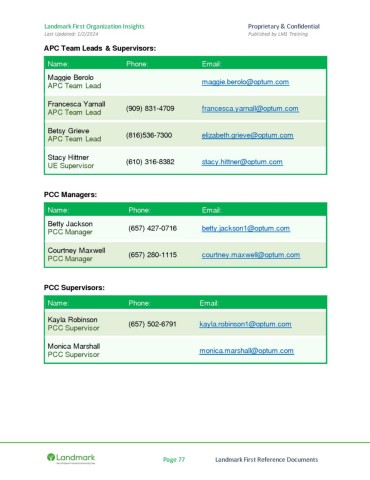 Landmark First Organization Insights Proprietary & Confidential
Last Updated: 1/2/2024 Published by LM1 Training
APC Team Leads & Supervisors:
Name: Phone: Email:
Maggie Berolo
APC Team Lead maggie.berolo@optum.com
Francesca Yarnall
APC Team Lead (909) 831-4709 francesca.yarnall@optum.com
Betsy Grieve
APC Team Lead (816)536-7300 elizabeth.grieve@optum.com
Stacy Hittner
UE Supervisor (610) 316-8382 stacy.hittner@optum.com
PCC Managers:
Name: Phone: Email:
Betty Jackson
PCC Manager (657) 427-0716 betty.jackson1@optum.com
Courtney Maxwell
PCC Manager (657) 280-1115 courtney.maxwell@optum.com
PCC Supervisors:
Name: Phone: Email:
Kayla Robinson
PCC Supervisor (657) 502-6791 kayla.robinson1@optum.com
Monica Marshall
PCC Supervisor monica.marshall@optum.com
Landmark Page 77 Landmark First Reference Documents